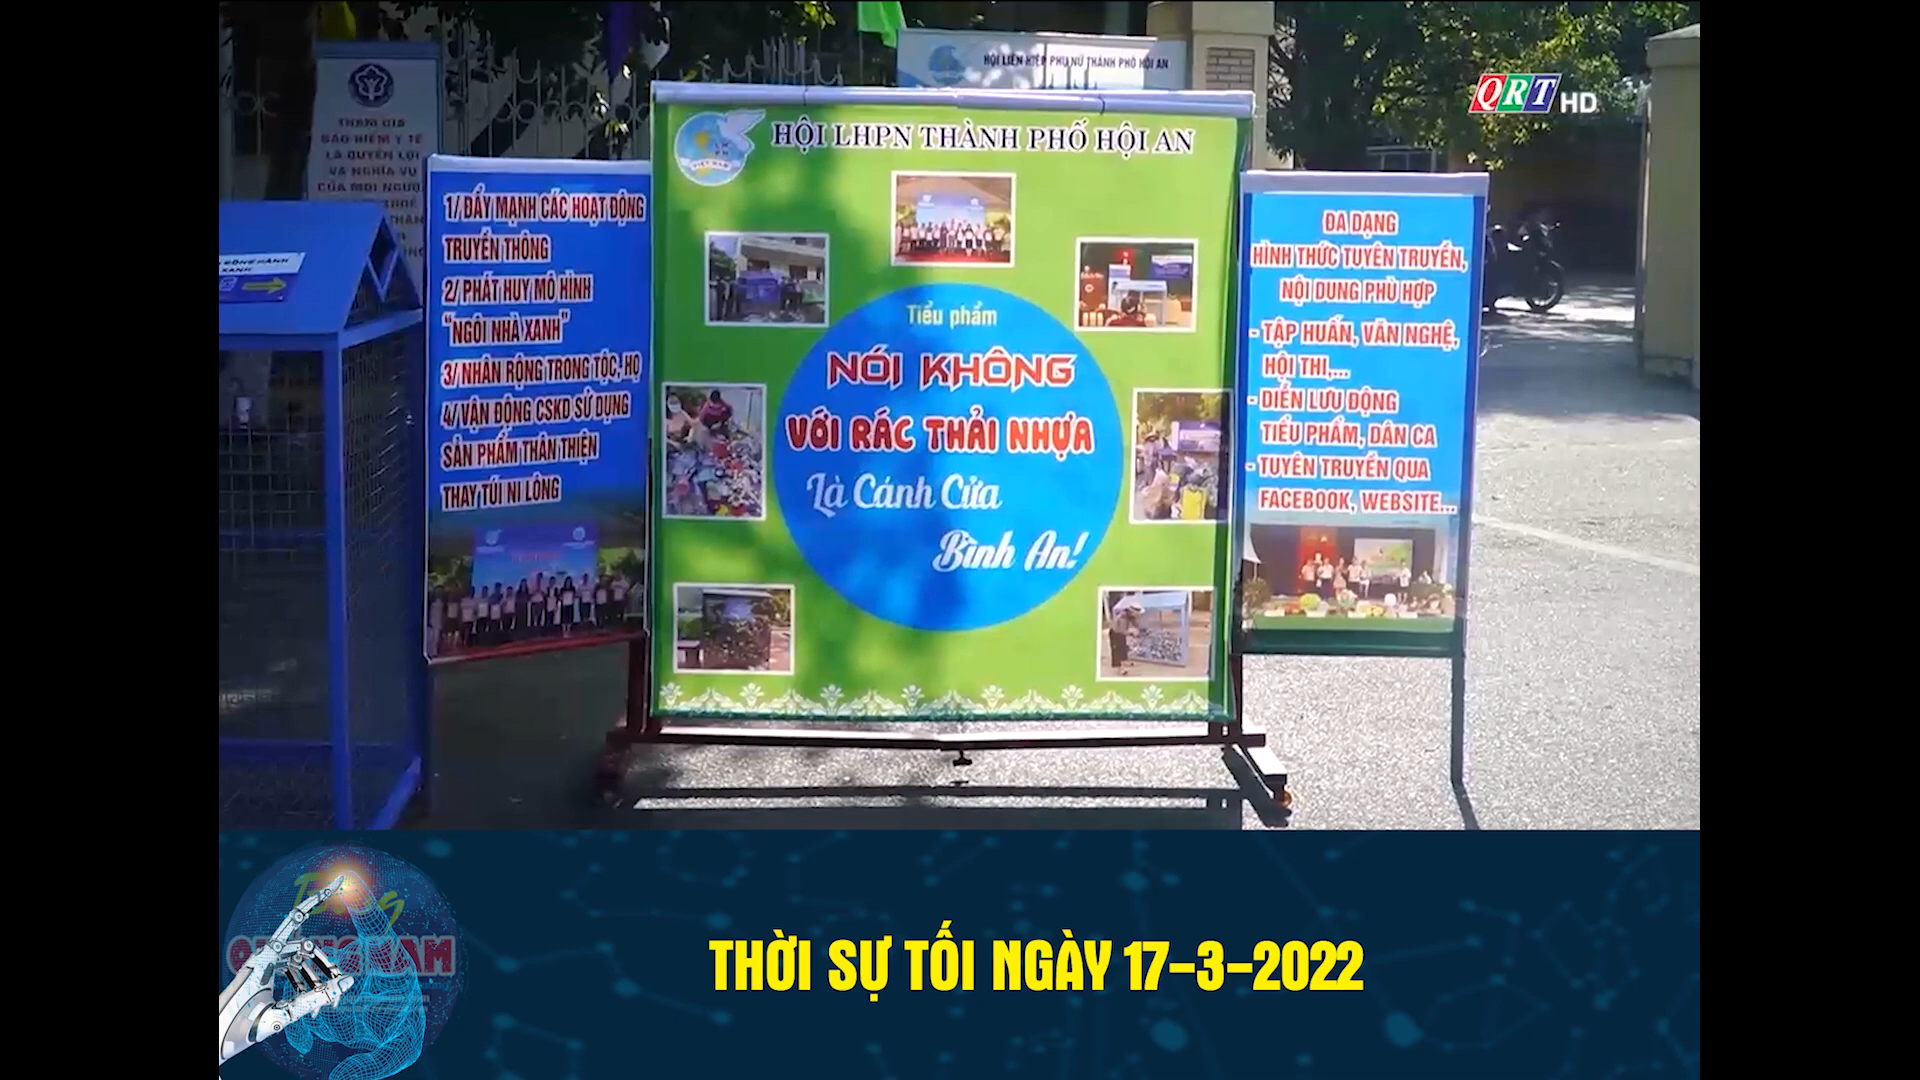 HỘI LIÊN HIỆP PHỤ NỮ THÀNH PHỐ HỘI AN
QRT HD
THAM GIA
BẢO HIỂM Y TẾ
LÀ QUYỀN LỢI
VÀ NGHĨA VỤ
CỦA MỌI NGƯỜI
1/ ĐẨY MẠNH CÁC HOẠT ĐỘNG
TRUYỀN THÔNG
2/ PHÁT HUY MÔ HÌNH
"NGÔI NHÀ XANH"
3/ NHÂN RỘNG TRONG TỘC, HỌ
4/ VẬN ĐỘNG CSKD SỬ DỤNG
SẢN PHẨM THÂN THIỆN
THAY TÚI NI LÔNG
HỘI LHPN THÀNH PHỐ HỘI AN
VIỆT NAM
Tiểu phẩm
NÓI KHÔNG
VỚI RÁC THẢI NHỰA
Là Cánh Cửa
Bình An!
ĐA DẠNG
HÌNH THỨC TUYÊN TRUYỀN,
NỘI DUNG PHÙ HỢP
- TẬP HUẤN, VĂN NGHỆ,
HỘI THI,...
- DIỄN LƯU ĐỘNG
TIỂU PHẨM, DÂN CA
- TUYÊN TRUYỀN QUA
FACEBOOK, WEBSITE...
THỜI SỰ TỐI NGÀY 17-3-2022